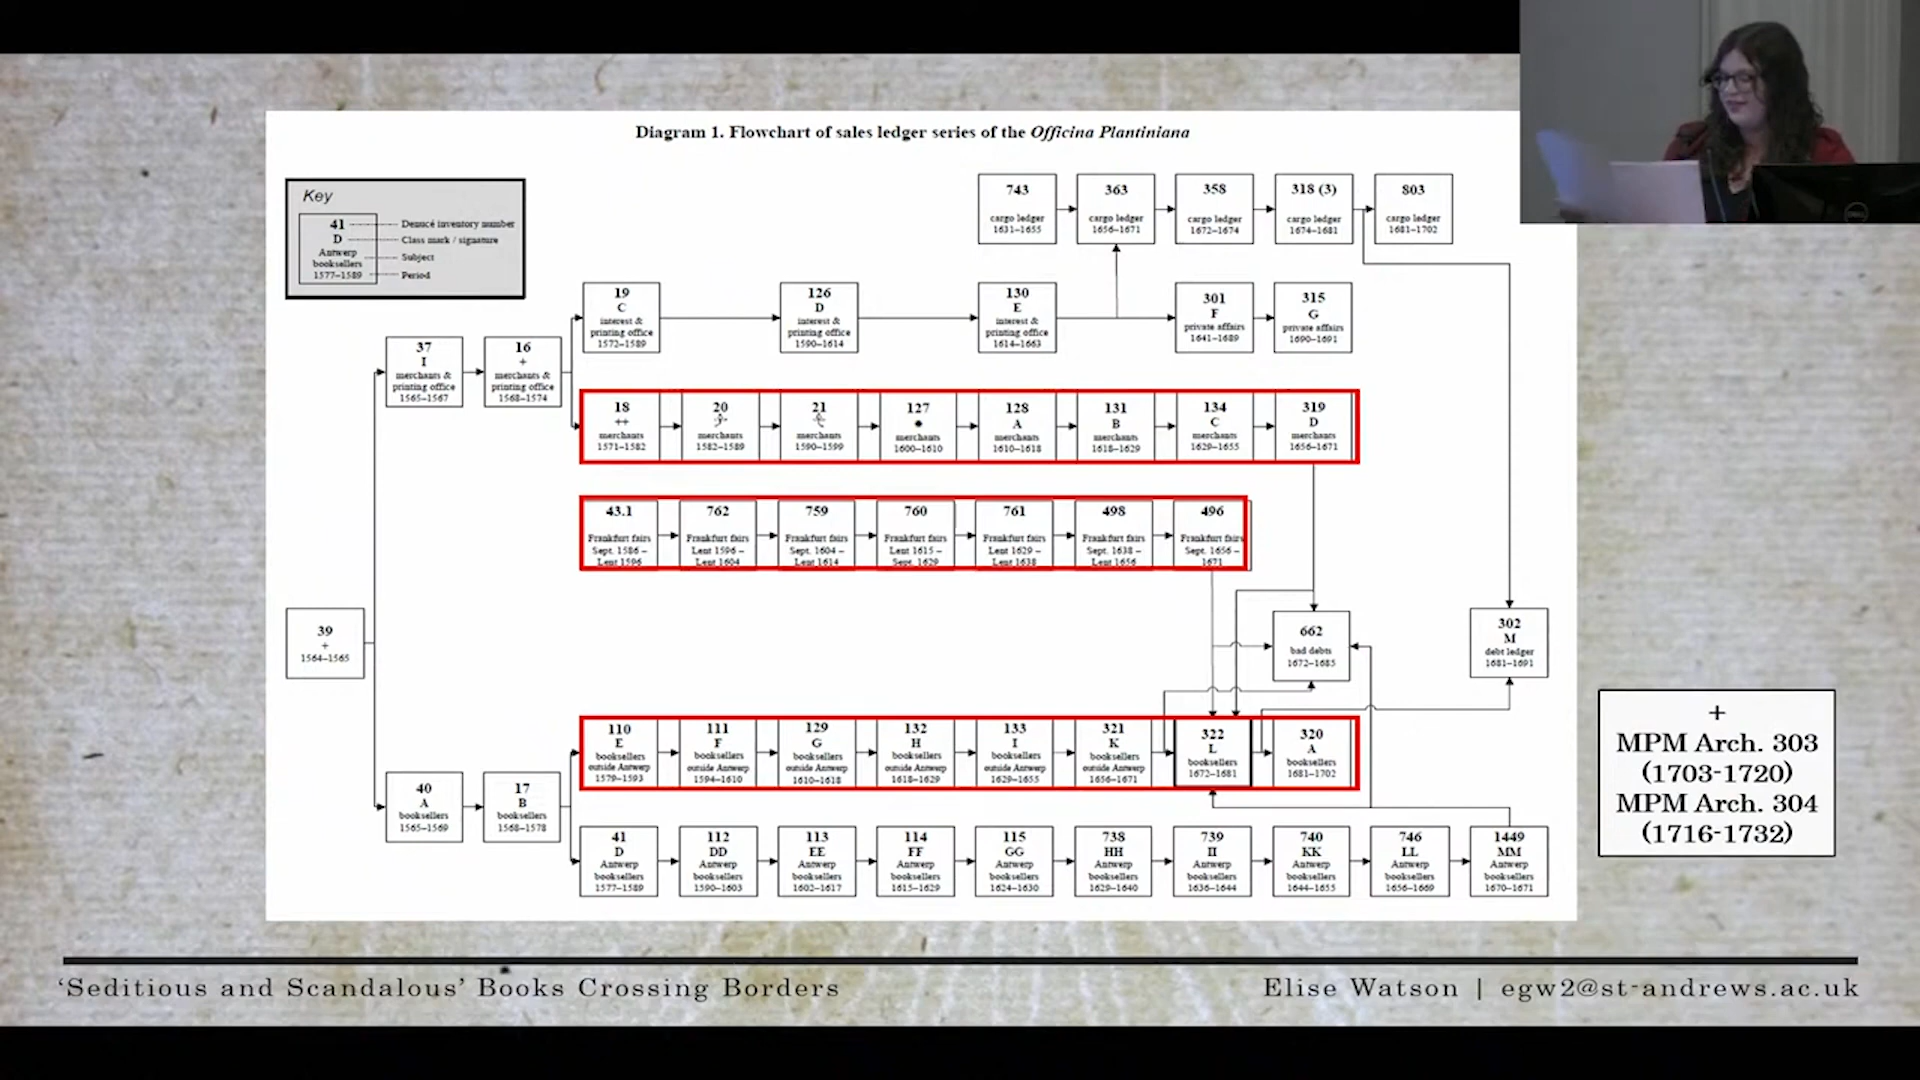 Diagram 1. Flowchart of sales ledger series of the Officina Plantiniana
Key
41
D
Antwerp
booksellers
1577–1589
Denucé inventory number
Class mark / signature
Subject
Period
743
cargo ledger
1631–1655
363
cargo ledger
1656–1671
358
cargo ledger
1672–1674
318 (3)
cargo ledger
1674–1681
803
cargo ledger
1681–1702
19
C
interest &
printing office
1572–1589
126
D
interest &
printing office
1590–1614
130
E
interest &
printing office
1614–1663
301
F
private affairs
1641–1689
315
G
private affairs
1690–1691
37
I
merchants &
printing office
1565–1567
16
+
merchants &
printing office
1568–1574
18
++
merchants
1571–1582
20
merchants
1582–1589
21
merchants
1590–1599
127
merchants
1600–1610
128
A
merchants
1610–1618
131
B
merchants
1618–1629
134
C
merchants
1629–1655
319
D
merchants
1656–1671
43.1
Frankfurt fairs
Sept. 1586 –
Lent 1596
762
Frankfurt fairs
Lent 1596 –
Lent 1604
759
Frankfurt fairs
Sept. 1604 –
Lent 1614
760
Frankfurt fairs
Lent 1615 –
Sept. 1629
761
Frankfurt fairs
Lent 1629 –
Lent 1638
498
Frankfurt fairs
Sept. 1638 –
Lent 1656
496
Frankfurt fairs
Sept. 1656 –
1671
39
+
1564–1565
662
bad debts
1672–1685
302
M
debt ledger
1681–1691
110
E
booksellers
outside Antwerp
1579–1593
111
F
booksellers
outside Antwerp
1594–1610
129
G
booksellers
outside Antwerp
1610–1618
132
H
booksellers
outside Antwerp
1618–1629
133
I
booksellers
outside Antwerp
1629–1655
321
K
booksellers
outside Antwerp
1656–1671
322
L
booksellers
1672–1681
320
A
booksellers
1681–1702
40
A
booksellers
1565–1569
17
B
booksellers
1568–1578
41
D
Antwerp
booksellers
1577–1589
112
DD
Antwerp
booksellers
1590–1603
113
EE
Antwerp
booksellers
1602–1617
114
FF
Antwerp
booksellers
1615–1629
115
GG
Antwerp
booksellers
1624–1630
738
HH
Antwerp
booksellers
1629–1640
739
II
Antwerp
booksellers
1636–1644
740
KK
Antwerp
booksellers
1644–1655
746
LL
Antwerp
booksellers
1656–1669
1449
MM
Antwerp
booksellers
1670–1671
+
MPM Arch. 303
(1703-1720)
MPM Arch. 304
(1716-1732)
‘Seditious and Scandalous’ Books Crossing Borders
Elise Watson | egw2@st-andrews.ac.uk